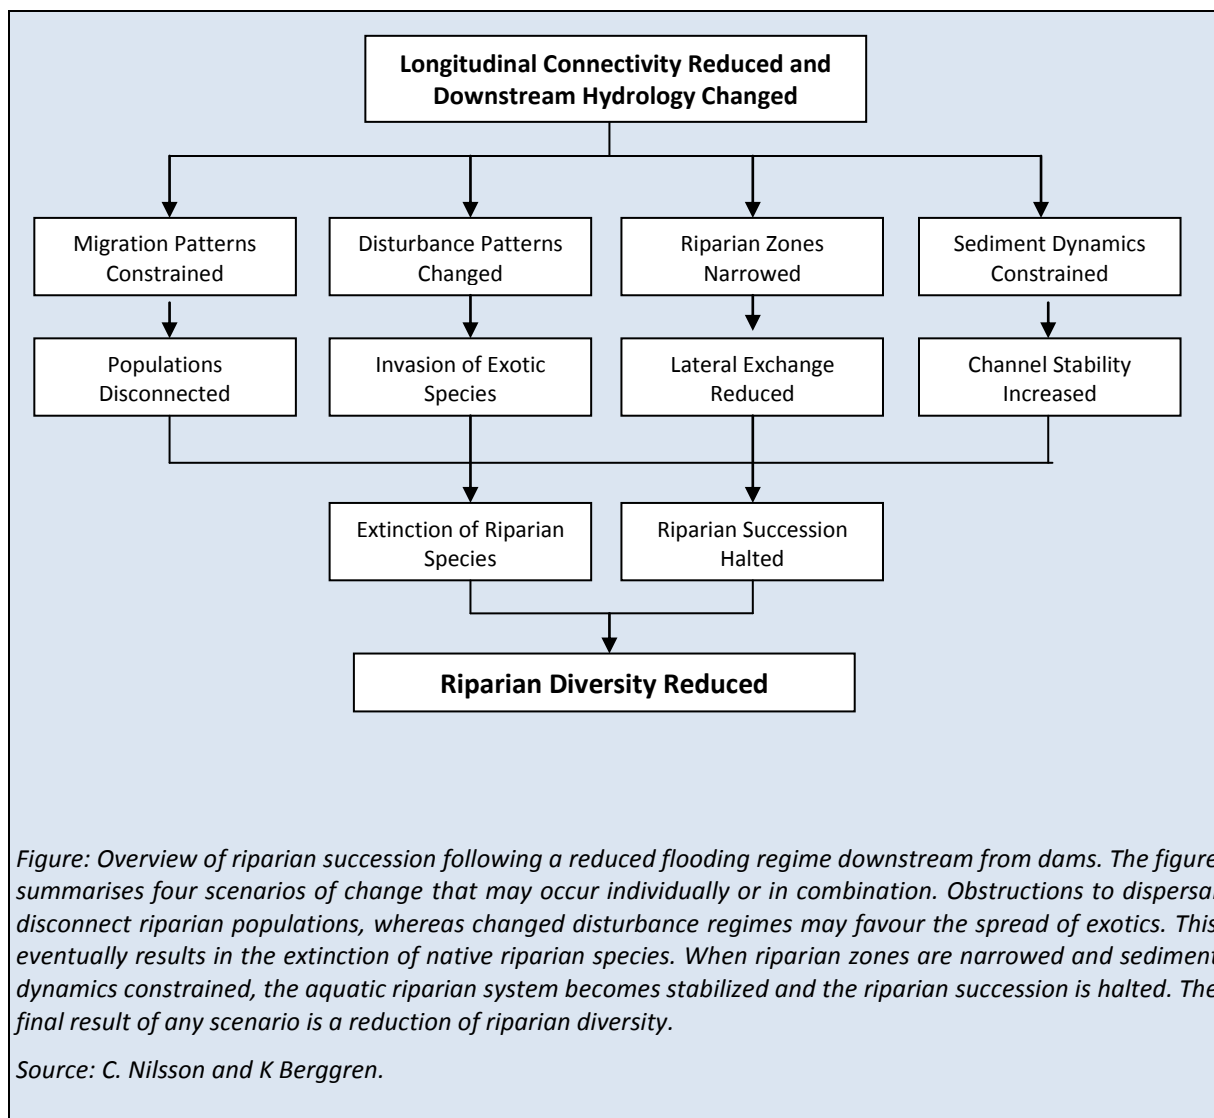 Longitudinal Connectivity Reduced and
Downstream Hydrology Changed
Migration Patterns
Constrained
Disturbance Patterns
Changed
Riparian Zones
Narrowed
Sediment Dynamics
Constrained
Populations
Disconnected
Invasion of Exotic
Species
Lateral Exchange
Reduced
Channel Stability
Increased
Extinction of Riparian
Species
Riparian Succession
Halted
Riparian Diversity Reduced
Figure: Overview of riparian succession following a reduced flooding regime downstream from dams. The figure
summarises four scenarios of change that may occur individually or in combination. Obstructions to dispersal
disconnect riparian populations, whereas changed disturbance regimes may favour the spread of exotics. This
eventually results in the extinction of native riparian species. When riparian zones are narrowed and sediment
dynamics constrained, the aquatic riparian system becomes stabilized and the riparian succession is halted. The
final result of any scenario is a reduction of riparian diversity.
Source: C. Nilsson and K Berggren.